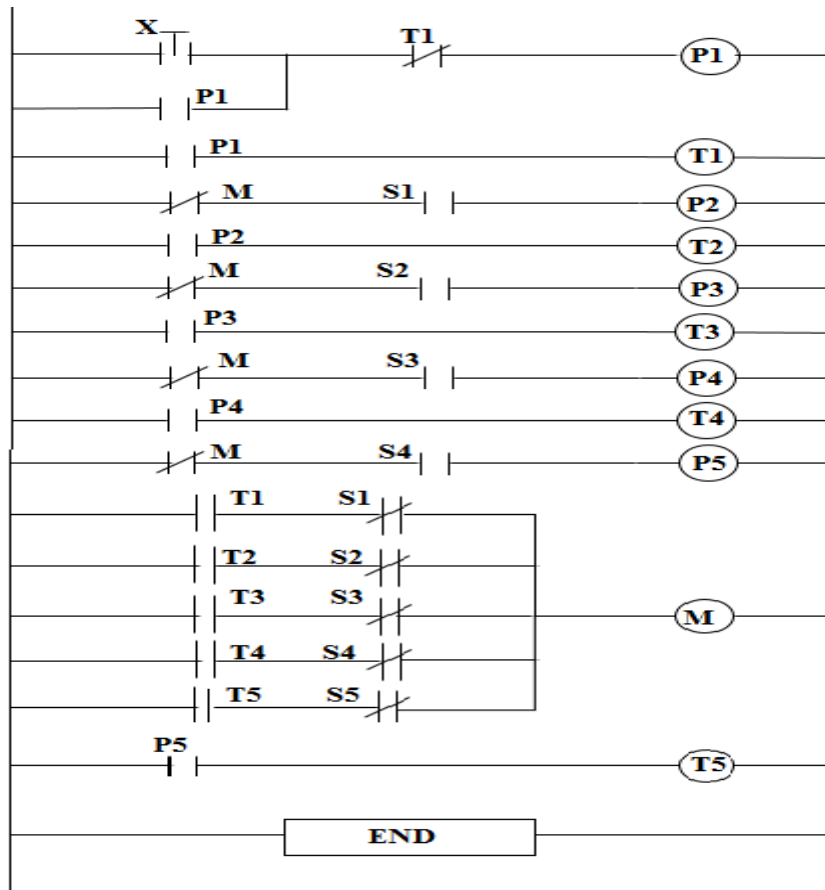 X T1 P1
P1
P1 T1
M S1 P2
P2 T2
M S2 P3
P3 T3
M S3 P4
P4 T4
M S4 P5
T1 S1
T2 S2
T3 S3 M
T4 S4
T5 S5
P5 T5
END